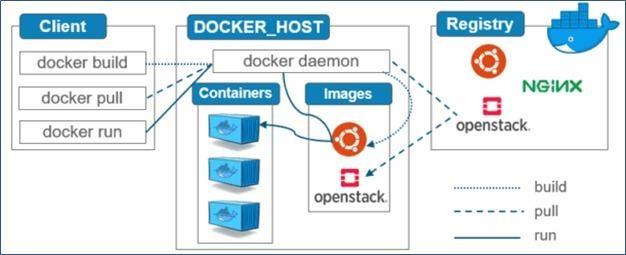 Client
docker build
docker pull
docker run
DOCKER_HOST
docker daemon
Containers
Images
openstack.
Registry
NGINX
openstack.
build
pull
run